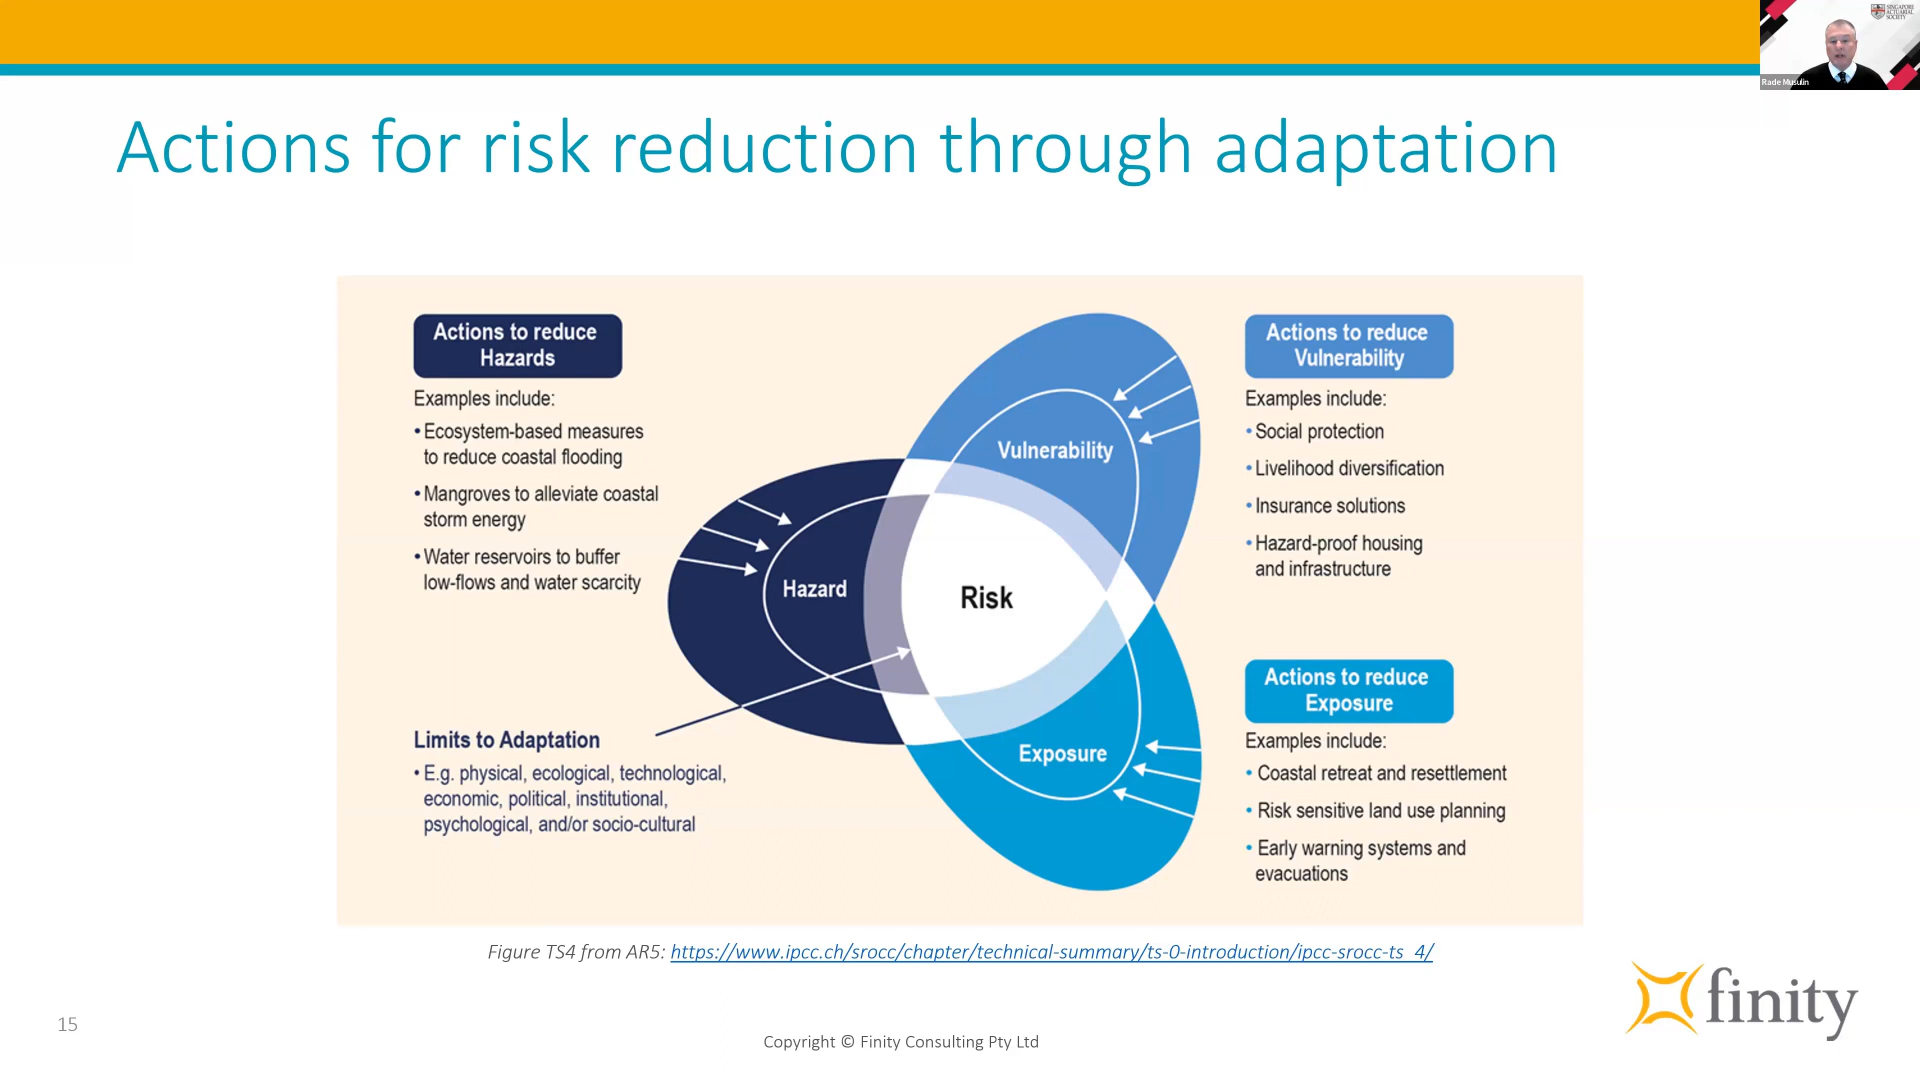 SINGAPORE
ACTUARIAL
SOCIETY
Rade Musulin
Actions for risk reduction through adaptation
Actions to reduce
Hazards
Examples include:
• Ecosystem-based measures
to reduce coastal flooding
• Mangroves to alleviate coastal
storm energy
• Water reservoirs to buffer
low-flows and water scarcity
Limits to Adaptation
• E.g. physical, ecological, technological,
economic, political, institutional,
psychological, and/or socio-cultural
Vulnerability
Hazard
Risk
Exposure
Actions to reduce
Vulnerability
Examples include:
• Social protection
• Livelihood diversification
• Insurance solutions
• Hazard-proof housing
and infrastructure
Actions to reduce
Exposure
Examples include:
• Coastal retreat and resettlement
• Risk sensitive land use planning
• Early warning systems and
evacuations
Figure TS4 from AR5: https://www.ipcc.ch/srocc/chapter/technical-summary/ts-0-introduction/ipcc-srocc-ts_4/
finity
15
Copyright © Finity Consulting Pty Ltd